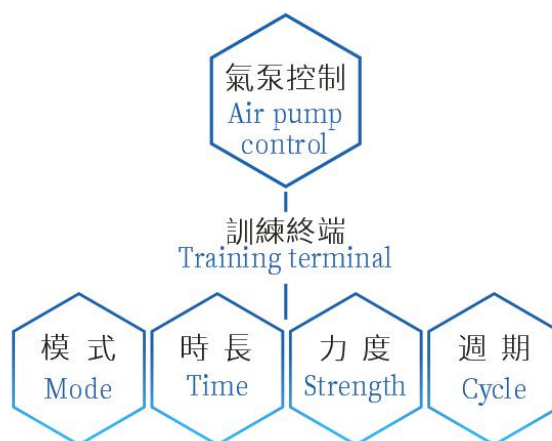 氣泵控制
Air pump
control
訓練終端
Training terminal
模 式
Mode
時 長
Time
力 度
Strength
週 期
Cycle